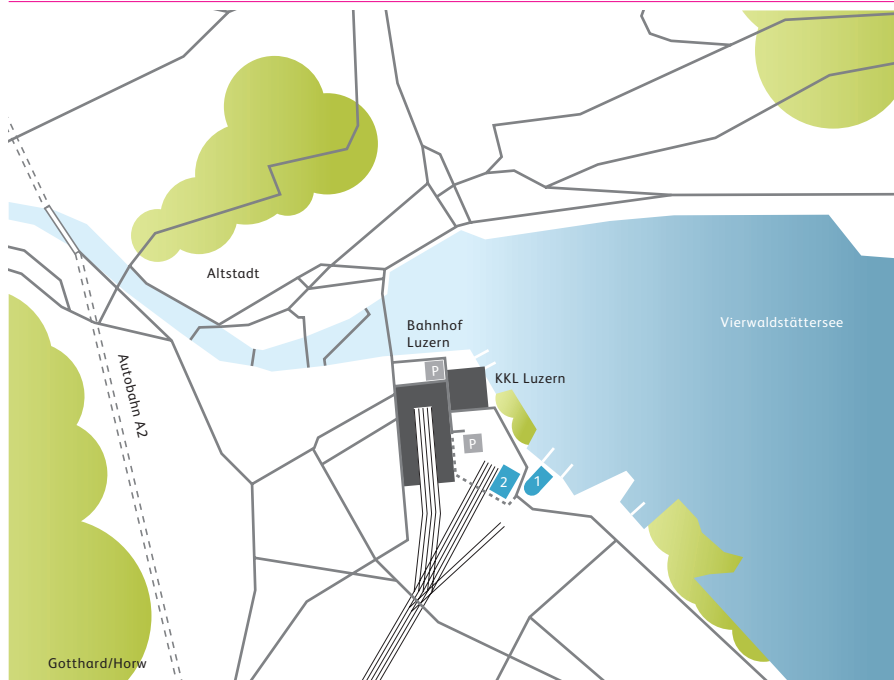 Altstadt
Vierwaldstättersee
Bahnhof
Luzern
P
KKL Luzern
Autobahn A2
P
2
1
Gotthard/Horw